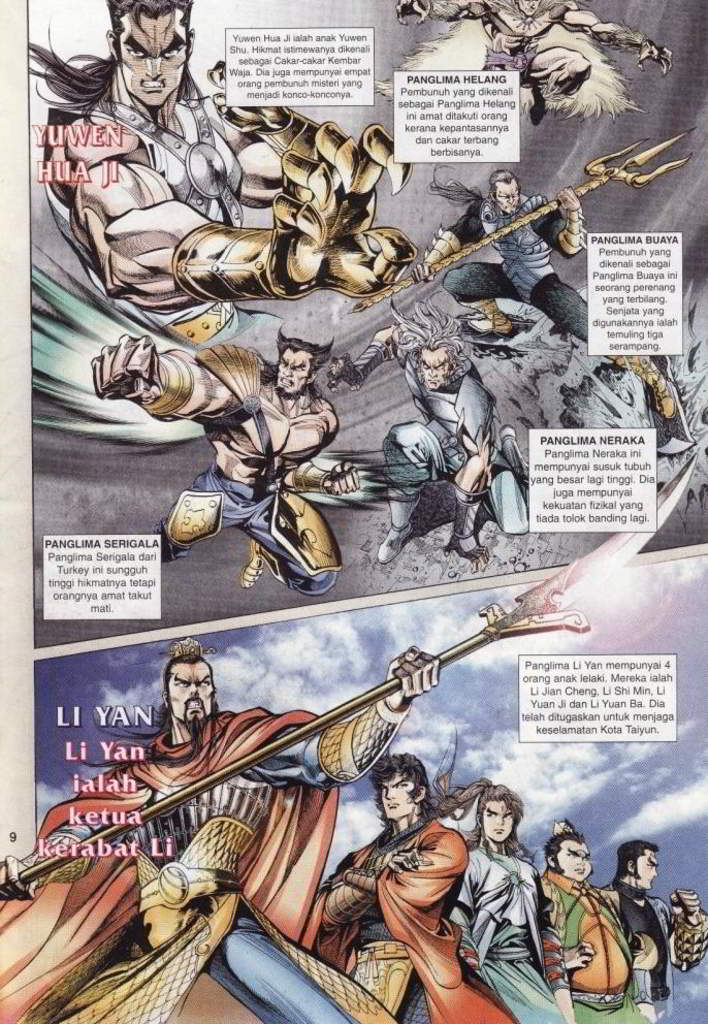 Yuwen Hua Ji ialah anak Yuwen
Shu. Hikmat istimewanya dikenali
sebagai Cakar-cakar Kembar
Waja. Dia juga mempunyai empat
orang pembunuh misteri yang
menjadi konco-konconya.
YUWEN
HUA JI
PANGLIMA HELANG
Pembunuh yang dikenali
sebagai Panglima Helang
ini amat ditakuti orang
kerana kepantasannya
dan cakar terbang
berbisanya.
PANGLIMA BUAYA
Pembunuh yang
dikenali sebagai
Panglima Buaya ini
seorang perenang
yang terbilang.
Senjata yang
digunakannya ialah
temuling tiga
serampang.
PANGLIMA NERAKA
Panglima Neraka ini
mempunyai susuk tubuh
yang besar lagi tinggi. Dia
juga mempunyai
kekuatan fizikal yang
tiada tolok banding lagi.
PANGLIMA SERIGALA
Panglima Serigala dari
Turkey ini sungguh
tinggi hikmatnya tetapi
orangnya amat takut
mati.
Panglima Li Yan mempunyai 4
orang anak lelaki. Mereka ialah
Li Jian Cheng, Li Shi Min, Li
Yuan Ji dan Li Yuan Ba. Dia
telah ditugaskan untuk menjaga
keselamatan Kota Taiyun.
LI YAN
Li Yan
ialah
ketua
kerabat Li
9